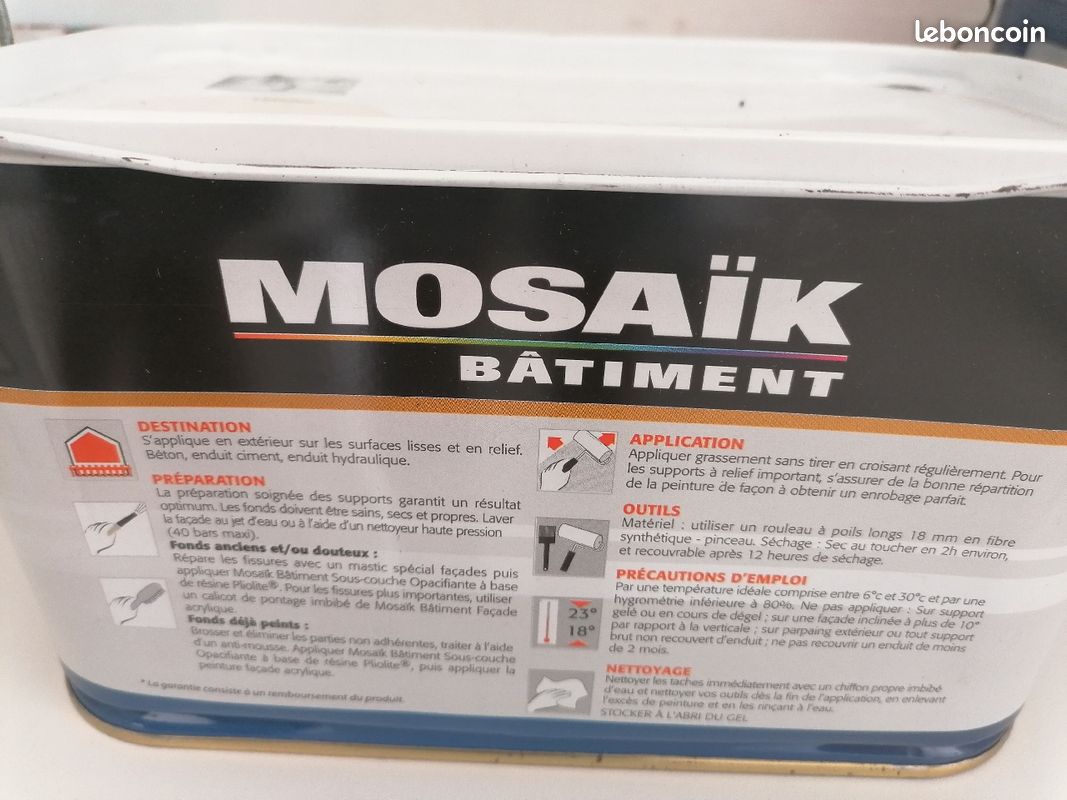 leboncoin
MOSAÏK
BÂTIMENT
DESTINATION
S'applique en extérieur sur les surfaces lisses et en relief.
Béton, enduit ciment, enduit hydraulique.
PRÉPARATION
La préparation soignée des supports garantit un résultat
optimum. Les fonds doivent être sains, secs et propres. Laver
la façade au jet d'eau ou à l'aide d'un nettoyeur haute pression
(40 bars maxi).
Fonds anciens et/ou douteux :
Répare les fissures avec un mastic spécial façades puis
appliquer Mosaïk Bâtiment Sous-couche Opacifiante à base
de résine Pliolite®. Pour les fissures plus importantes, utiliser
un calicot de pontage imbibé de Mosaïk Bâtiment Façade
acrylique.
Fonds déjà peints :
Brosser et éliminer les parties non adhérentes, traiter à l'aide
d'un anti-mousse. Appliquer Mosaïk Bâtiment Sous-couche
Opacifiante à base de résine Pliolite®, puis appliquer la
peinture façade acrylique.
* La garantie consiste à un remboursement du produit.
APPLICATION
Appliquer grassement sans tirer en croisant régulièrement. Pour
les supports à relief important, s'assurer de la bonne répartition
de la peinture de façon à obtenir un enrobage parfait.
OUTILS
Matériel : utiliser un rouleau à poils longs 18 mm en fibre
synthétique - pinceau. Séchage : Sec au toucher en 2h environ,
et recouvrable après 12 heures de séchage.
23°
18°
PRÉCAUTIONS D'EMPLOI
Par une température idéale comprise entre 6°c et 30°c et par une
hygrométrie inférieure à 80%. Ne pas appliquer : Sur support
gelé ou en cours de dégel ; sur une façade inclinée à plus de 10°
par rapport à la verticale ; sur parpaing extérieur ou tout support
brut non recouvert d'enduit ; ne pas recouvrir un enduit de moins
de 2 mois.
NETTOYAGE
Nettoyer les taches immédiatement avec un chiffon propre imbibé
d'eau et nettoyer vos outils dès la fin de l'application, en enlevant
l'excès de peinture et en les rinçant à l'eau.
STOCKER À L'ABRI DU GEL